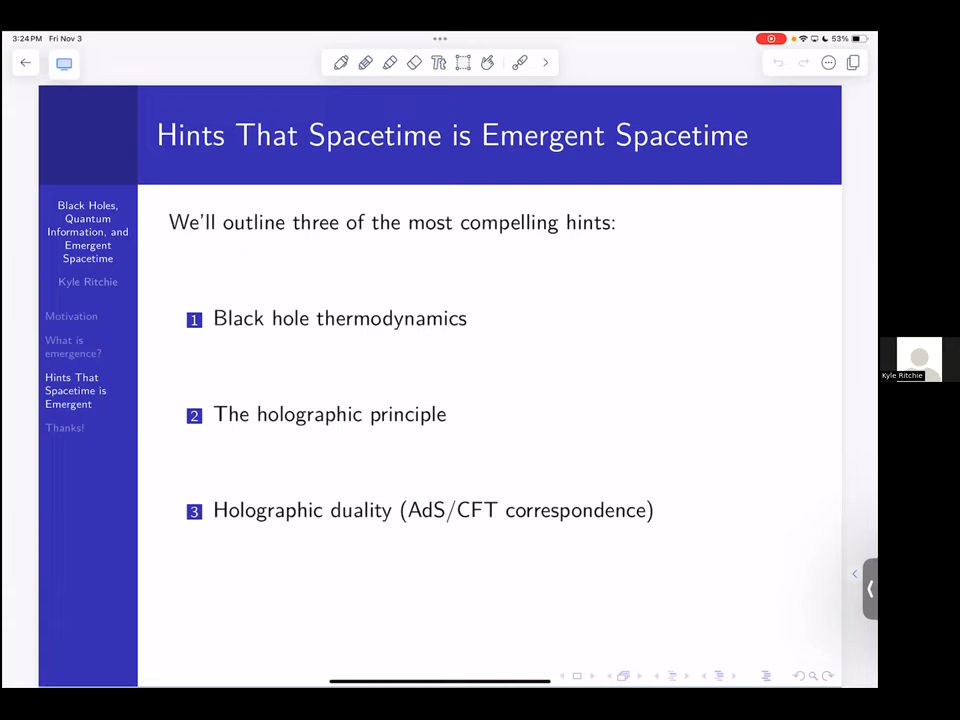 3:24 PM Fri Nov 3
53%
Hints That Spacetime is Emergent Spacetime
Black Holes,
Quantum
Information, and
Emergent
Spacetime
Kyle Ritchie
Motivation
What is
emergence?
Hints That
Spacetime is
Emergent
Thanks!
We'll outline three of the most compelling hints:
1 Black hole thermodynamics
2 The holographic principle
3 Holographic duality (AdS/CFT correspondence)
Kyle Ritchie